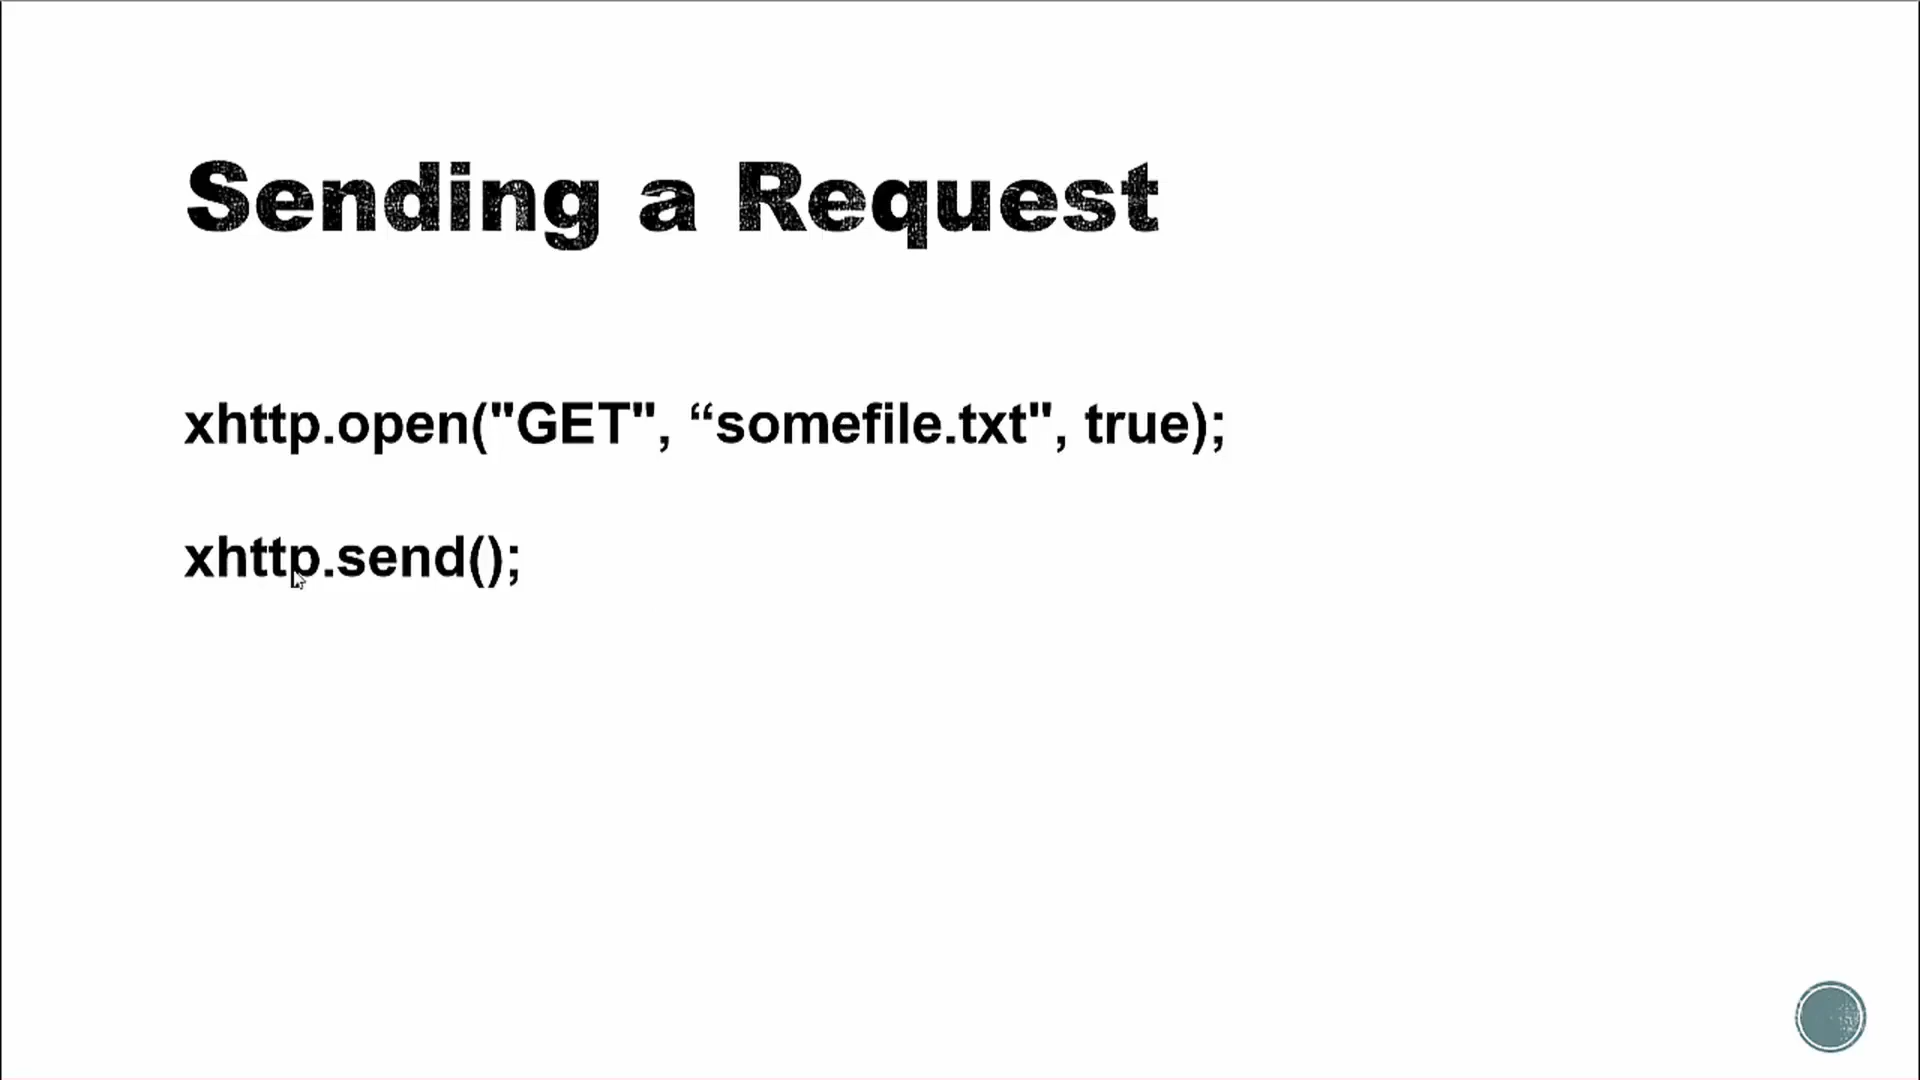 Sending a Request
xhttp.open("GET", “somefile.txt", true);
xhttp.send();